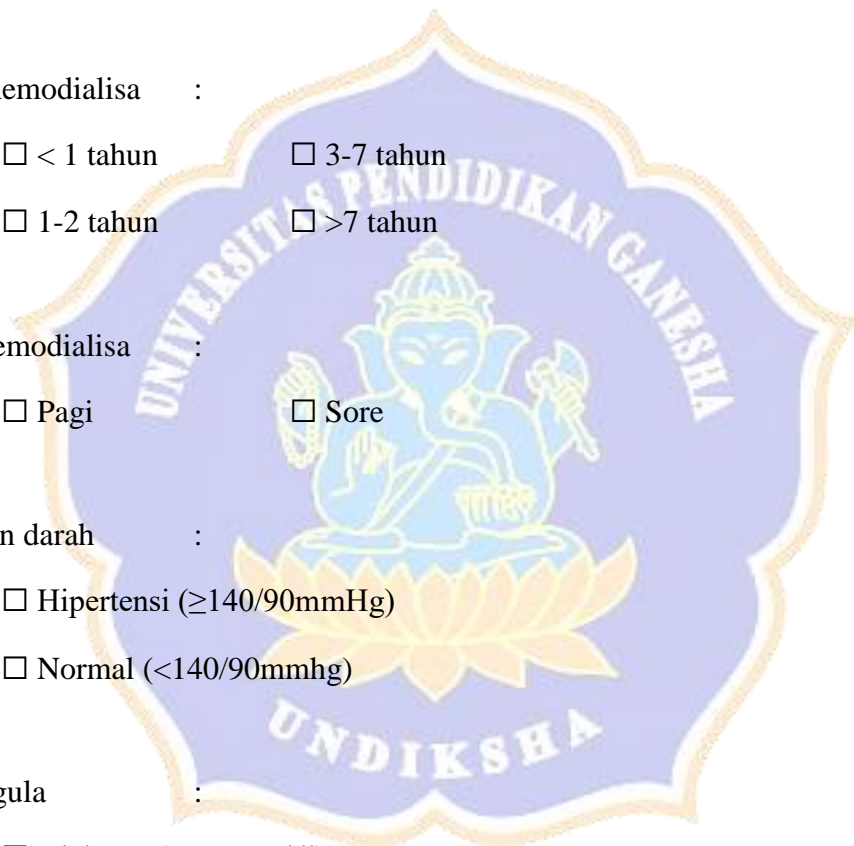 emodialisa :
☐ < 1 tahun ☐ 3-7 tahun
☐ 1-2 tahun ☐ >7 tahun
emodialisa :
☐ Pagi ☐ Sore
n darah :
☐ Hipertensi (≥140/90mmHg)
☐ Normal (<140/90mmhg)
gula :
UNIVERSITAS PENDIDIKAN GANESHA
UNDIKSHA